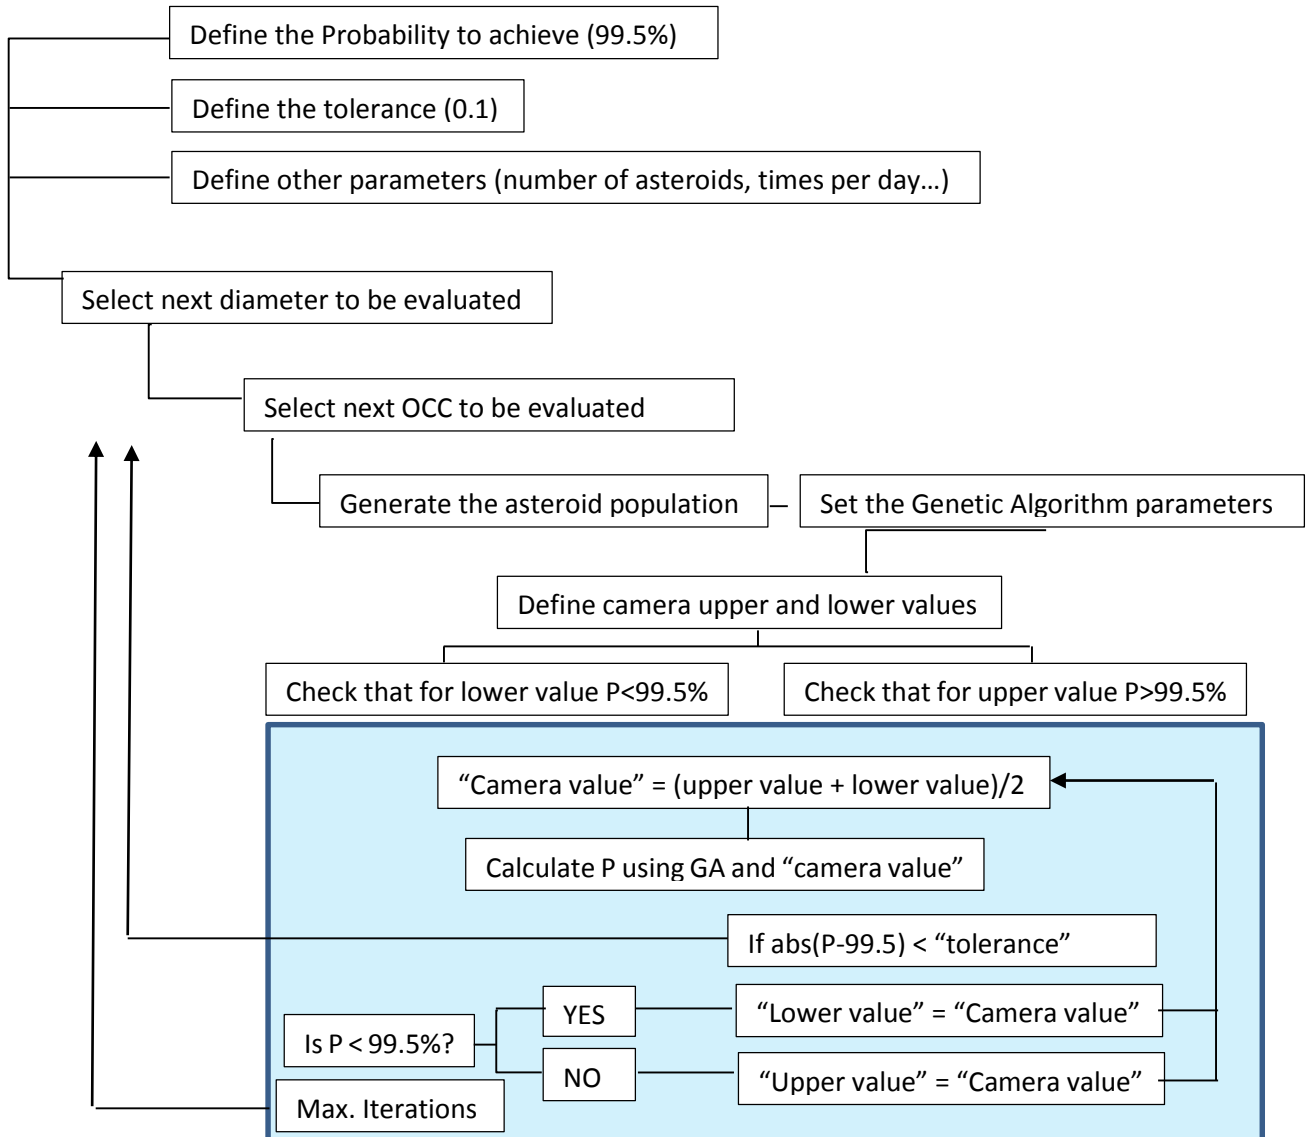 Define the Probability to achieve (99.5%)
Define the tolerance (0.1)
Define other parameters (number of asteroids, times per day…)
Select next diameter to be evaluated
Select next OCC to be evaluated
Generate the asteroid population
Set the Genetic Algorithm parameters
Define camera upper and lower values
Check that for lower value P<99.5%
Check that for upper value P>99.5%
“Camera value” = (upper value + lower value)/2
Calculate P using GA and “camera value”
If abs(P-99.5) < “tolerance”
Is P < 99.5%?
YES
“Lower value” = “Camera value”
NO
“Upper value” = “Camera value”
Max. Iterations